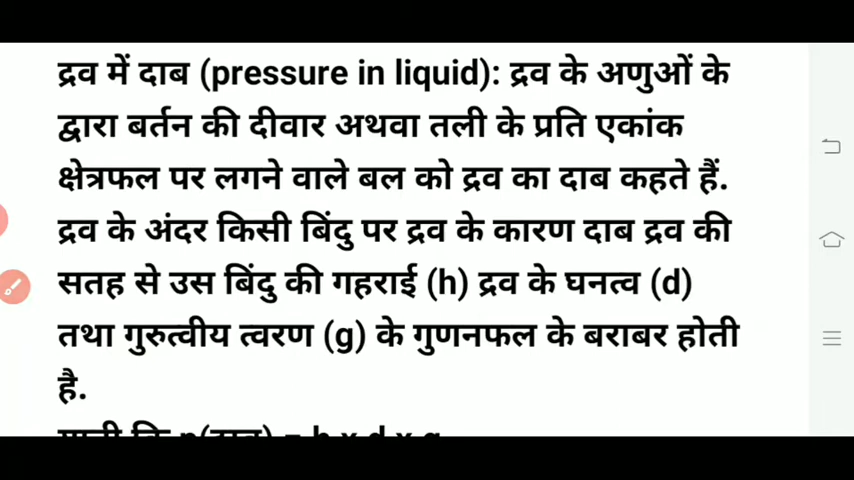 द्रव में दाब (pressure in liquid): द्रव के अणुओं के
द्वारा बर्तन की दीवार अथवा तली के प्रति एकांक
क्षेत्रफल पर लगने वाले बल को द्रव का दाब कहते हैं.
द्रव के अंदर किसी बिंदु पर द्रव के कारण दाब द्रव की
सतह से उस बिंदु की गहराई (h) द्रव के घनत्व (d)
तथा गुरुत्वीय त्वरण (g) के गुणनफल के बराबर होती
है.
यानी कि p(दाब) = h x d x g